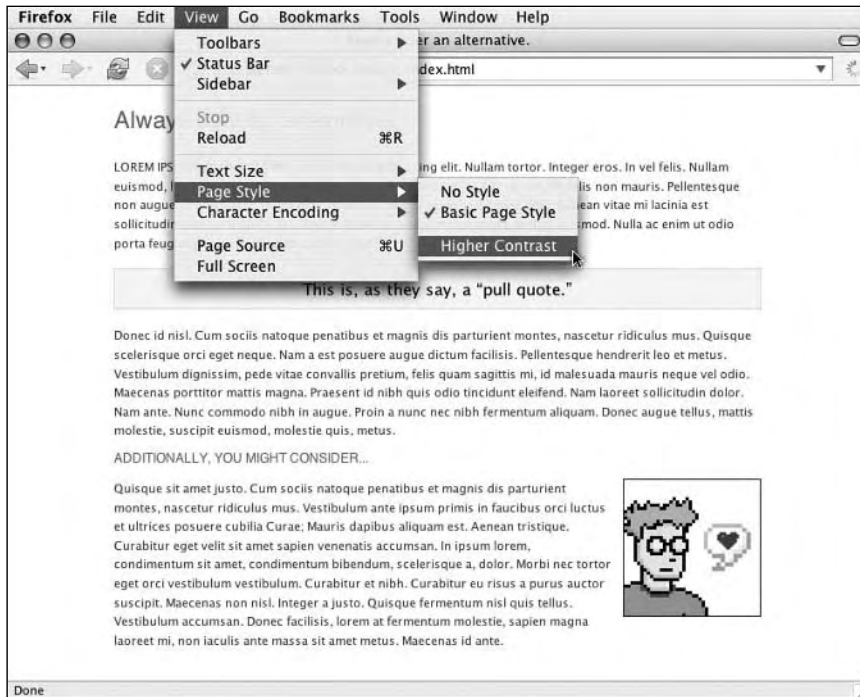 Firefox File Edit View Go Bookmarks Tools Window Help
er an alternative.
dex.html
Toolbars
✓ Status Bar
Sidebar
Stop
Reload ⌘R
Text Size
Page Style
Character Encoding
Page Source ⌘U
Full Screen
No Style
✓ Basic Page Style
Higher Contrast
Alway
LOREM IPS ing elit. Nullam tortor. Integer eros. In vel felis. Nullam
euismod, lis non mauris. Pellentesque
non augue ean vitae mi lacinia est
sollicitudin mod. Nulla ac enim ut odio
porta feug
This is, as they say, a “pull quote.”
Donec id nisl. Cum sociis natoque penatibus et magnis dis parturient montes, nascetur ridiculus mus. Quisque
scelerisque orci eget neque. Nam a est posuere augue dictum facilisis. Pellentesque hendrerit leo et metus.
Vestibulum dignissim, pede vitae convallis pretium, felis quam sagittis mi, id malesuada mauris neque vel odio.
Maecenas porttitor mattis magna. Praesent id nibh quis odio tincidunt eleifend. Nam laoreet sollicitudin dolor.
Nam ante. Nunc commodo nibh in augue. Proin a nunc nec nibh fermentum aliquam. Donec augue tellus, mattis
molestie, suscipit euismod, molestie quis, metus.
ADDITIONALLY, YOU MIGHT CONSIDER...
Quisque sit amet justo. Cum sociis natoque penatibus et magnis dis parturient
montes, nascetur ridiculus mus. Vestibulum ante ipsum primis in faucibus orci luctus
et ultrices posuere cubilia Curae; Mauris dapibus aliquam est. Aenean tristique.
Curabitur eget velit sit amet sapien venenatis accumsan. In ipsum lorem,
condimentum sit amet, condimentum bibendum, scelerisque a, dolor. Morbi nec tortor
eget orci vestibulum vestibulum. Curabitur et nibh. Curabitur eu risus a purus auctor
suscipit. Maecenas non nisl. Integer a justo. Quisque fermentum nisl quis tellus.
Vestibulum accumsan. Donec facilisis, lorem at fermentum molestie, sapien magna
laoreet mi, non iaculis ante massa sit amet metus. Maecenas id ante.
Done